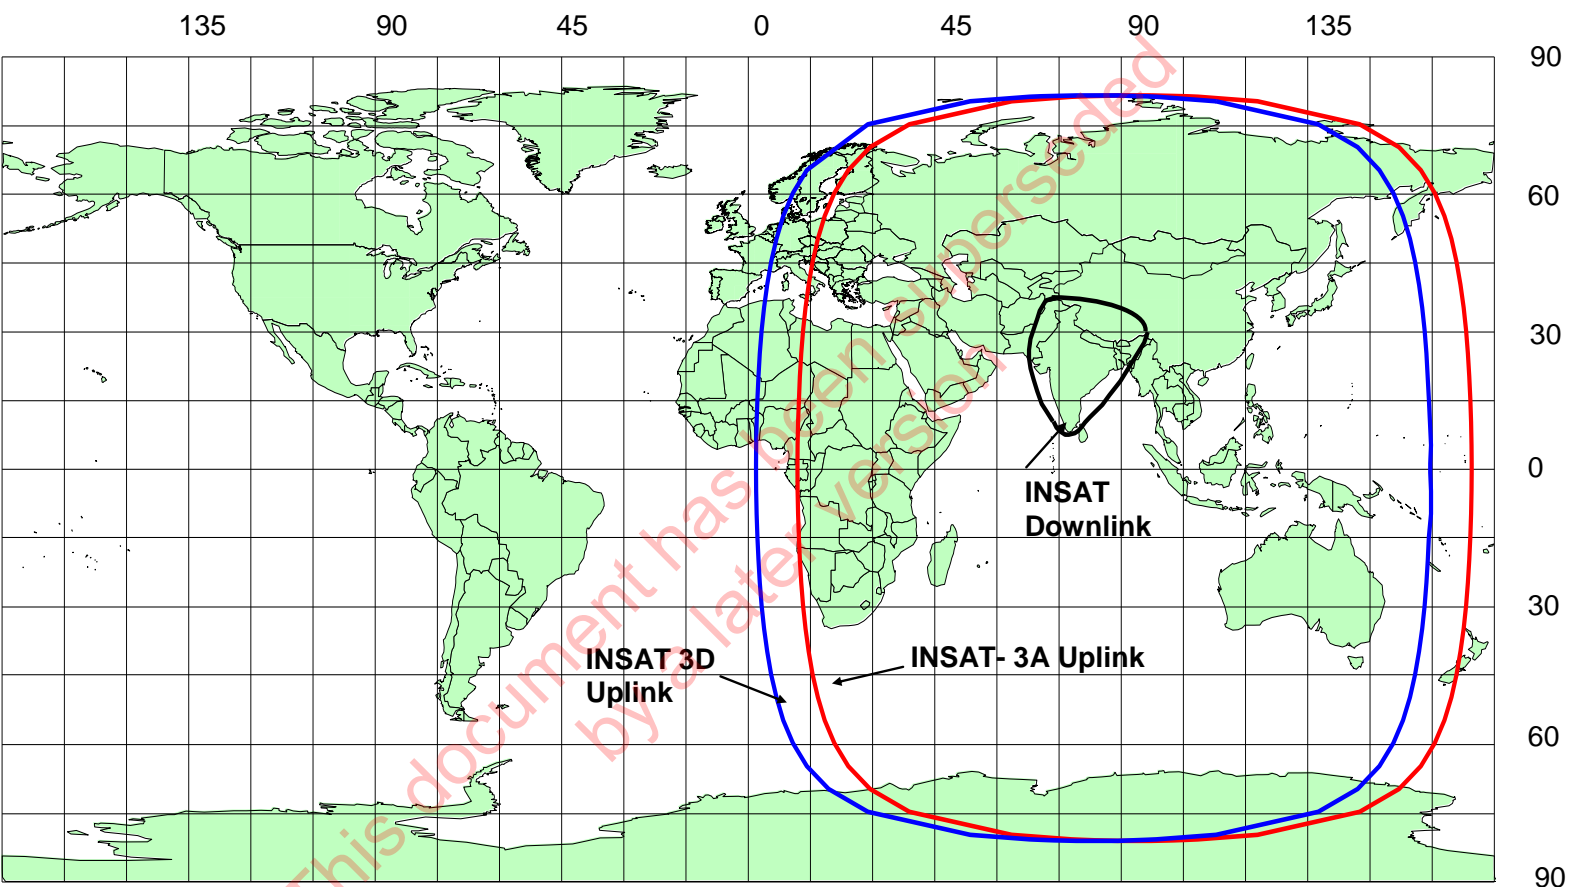 135 90 45 0 45 90 135
90
60
30
0
30
60
90
INSAT
Downlink
INSAT 3D
Uplink
INSAT- 3A Uplink
This document has been superseded
by a later version